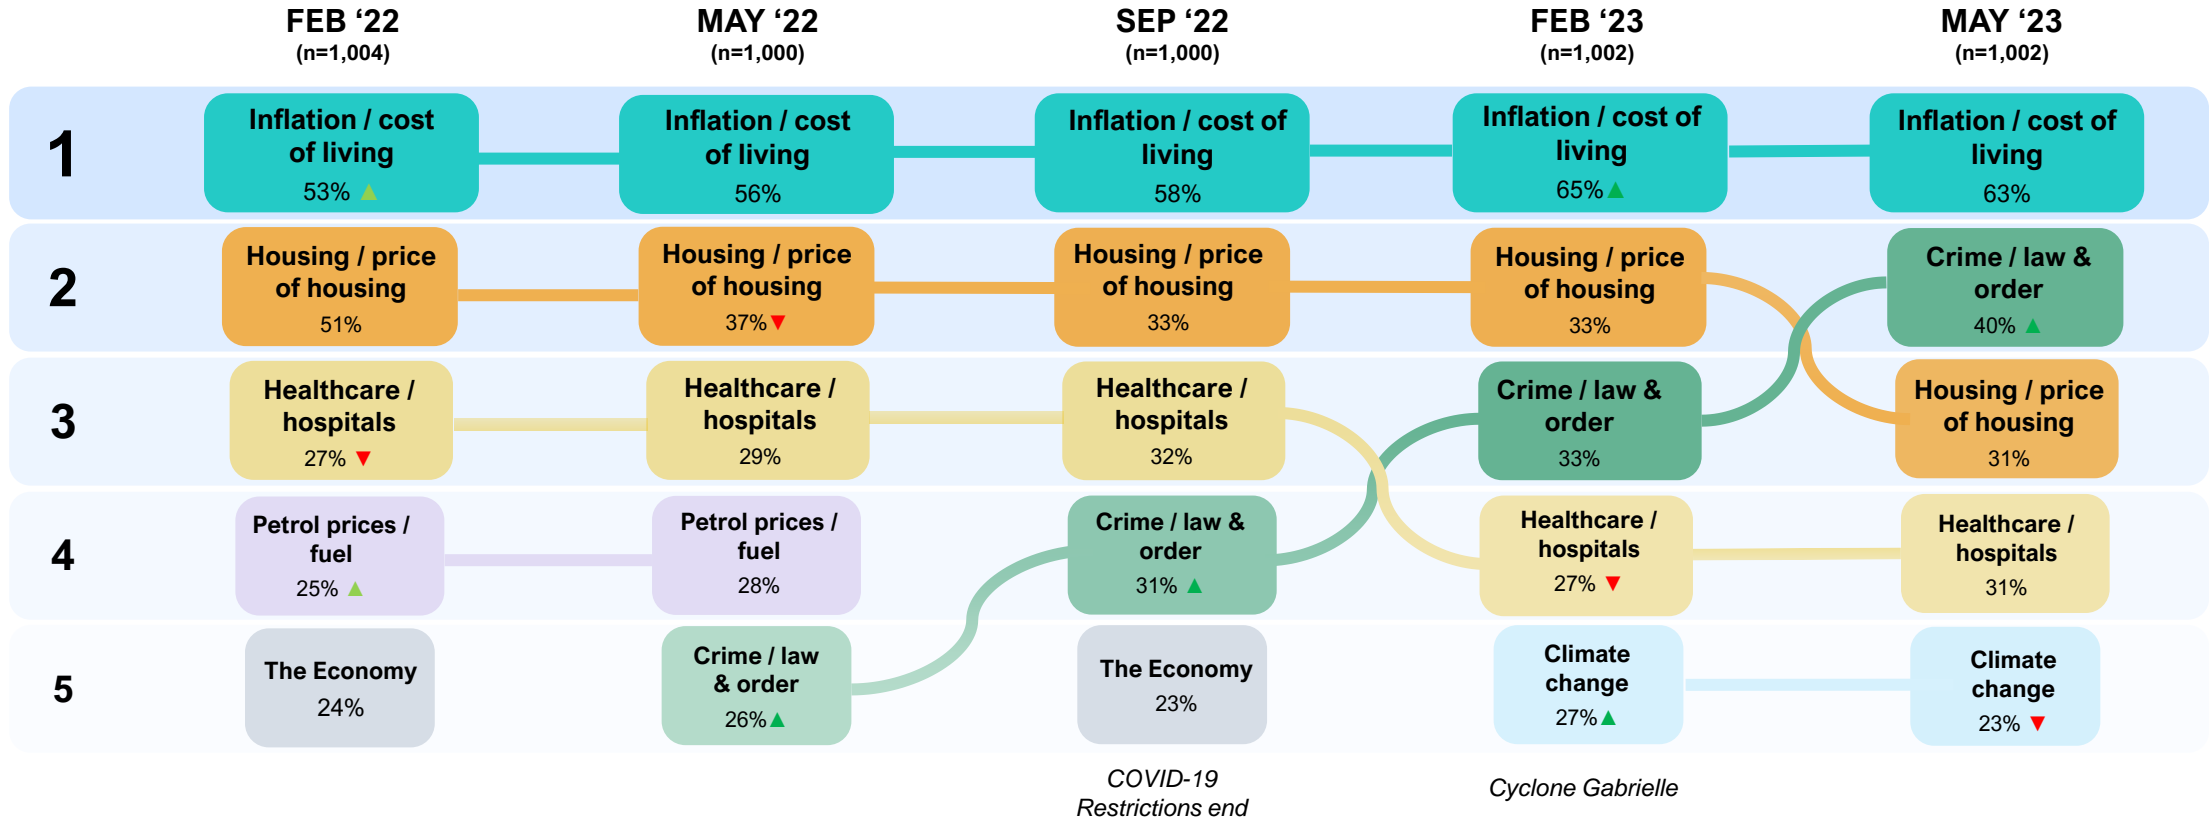 FEB ‘22
(n=1,004)
MAY ‘22
(n=1,000)
SEP ‘22
(n=1,000)
FEB ‘23
(n=1,002)
MAY ‘23
(n=1,002)
1
Inflation / cost
of living
53% ▲
Inflation / cost
of living
56%
Inflation / cost of
living
58%
Inflation / cost of
living
65% ▲
Inflation / cost of
living
63%
2
Housing / price
of housing
51%
Housing / price
of housing
37% ▼
Housing / price
of housing
33%
Housing / price
of housing
33%
Crime / law &
order
40% ▲
3
Healthcare /
hospitals
27% ▼
Healthcare /
hospitals
29%
Healthcare /
hospitals
32%
Crime / law &
order
33%
Housing / price
of housing
31%
4
Petrol prices /
fuel
25% ▲
Petrol prices /
fuel
28%
Crime / law &
order
31% ▲
Healthcare /
hospitals
27% ▼
Healthcare /
hospitals
31%
5
The Economy
24%
Crime / law
& order
26% ▲
The Economy
23%
Climate
change
27% ▲
Climate
change
23% ▼
COVID-19
Restrictions end
Cyclone Gabrielle